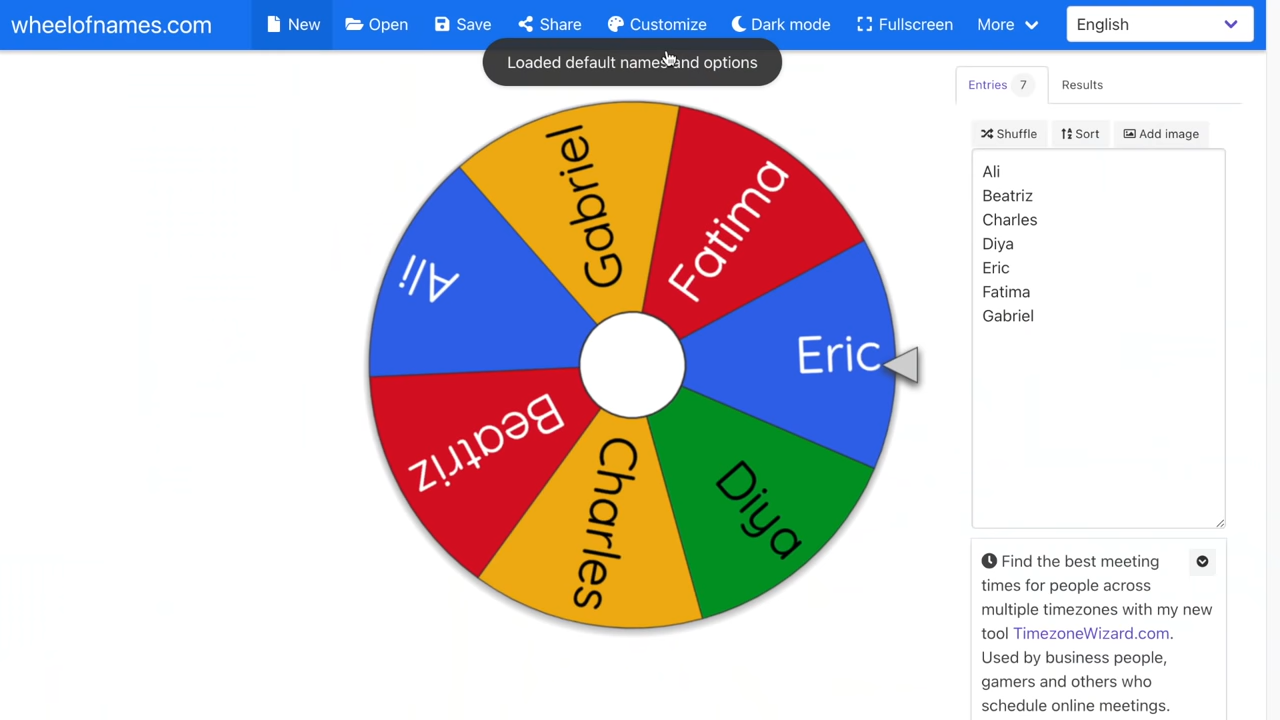 wheelofnames.com New Open Save Share Customize Dark mode Fullscreen More English
Loaded default names and options
Entries 7 Results
Shuffle Sort Add image
Ali
Beatriz
Charles
Diya
Eric
Fatima
Gabriel
Gabriel
Fatima
Eric
Diya
Charles
Beatriz
Ali
Find the best meeting
times for people across
multiple timezones with my new
tool TimezoneWizard.com.
Used by business people,
gamers and others who
schedule online meetings.